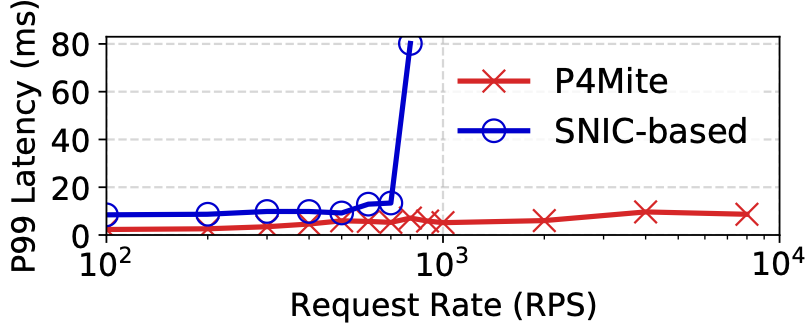 P99 Latency (ms)
80
60
40
20
0
P4Mite
SNIC-based
10²
10³
10⁴
Request Rate (RPS)